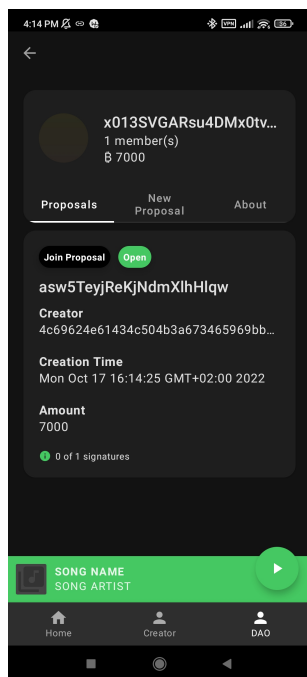 4:14 PM
VPN
36
x013SVGARsu4DMx0tv...
1 member(s)
฿ 7000
Proposals
New
Proposal
About
Join Proposal
Open
asw5TeyjReKjNdmXlhHlqw
Creator
4c69624e61434c504b3a673465969bb...
Creation Time
Mon Oct 17 16:14:25 GMT+02:00 2022
Amount
7000
0 of 1 signatures
SONG NAME
SONG ARTIST
Home
Creator
DAO